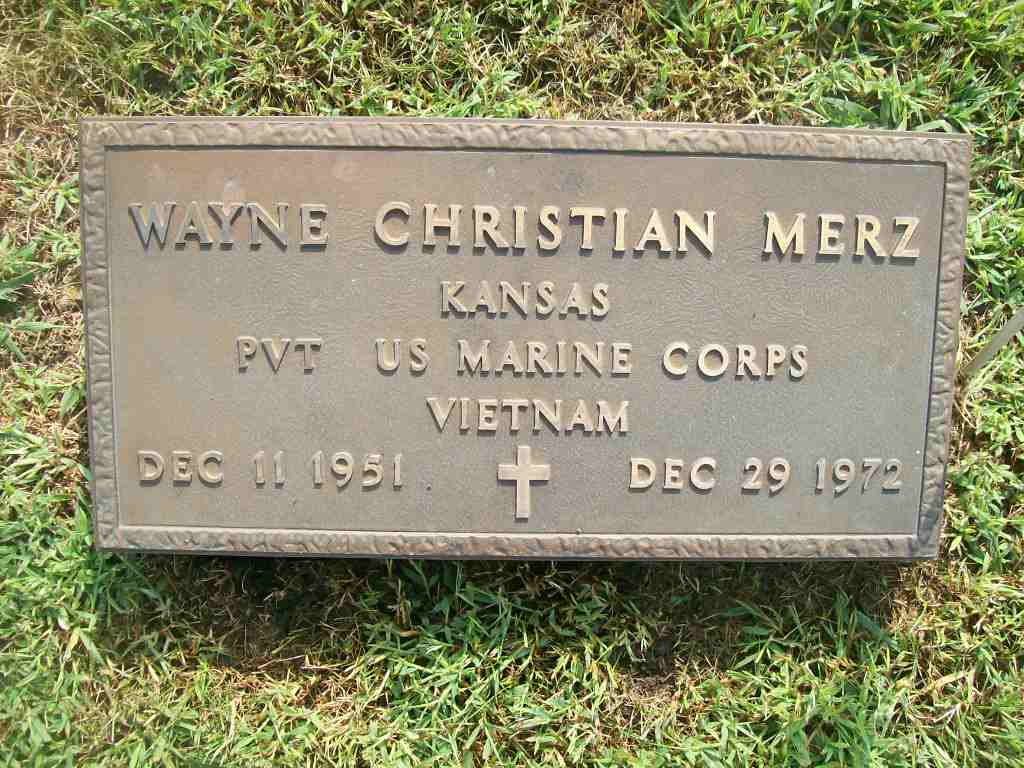 WAYNE CHRISTIAN MERZ
KANSAS
PVT US MARINE CORPS
VIETNAM
DEC 11 1951 DEC 29 1972